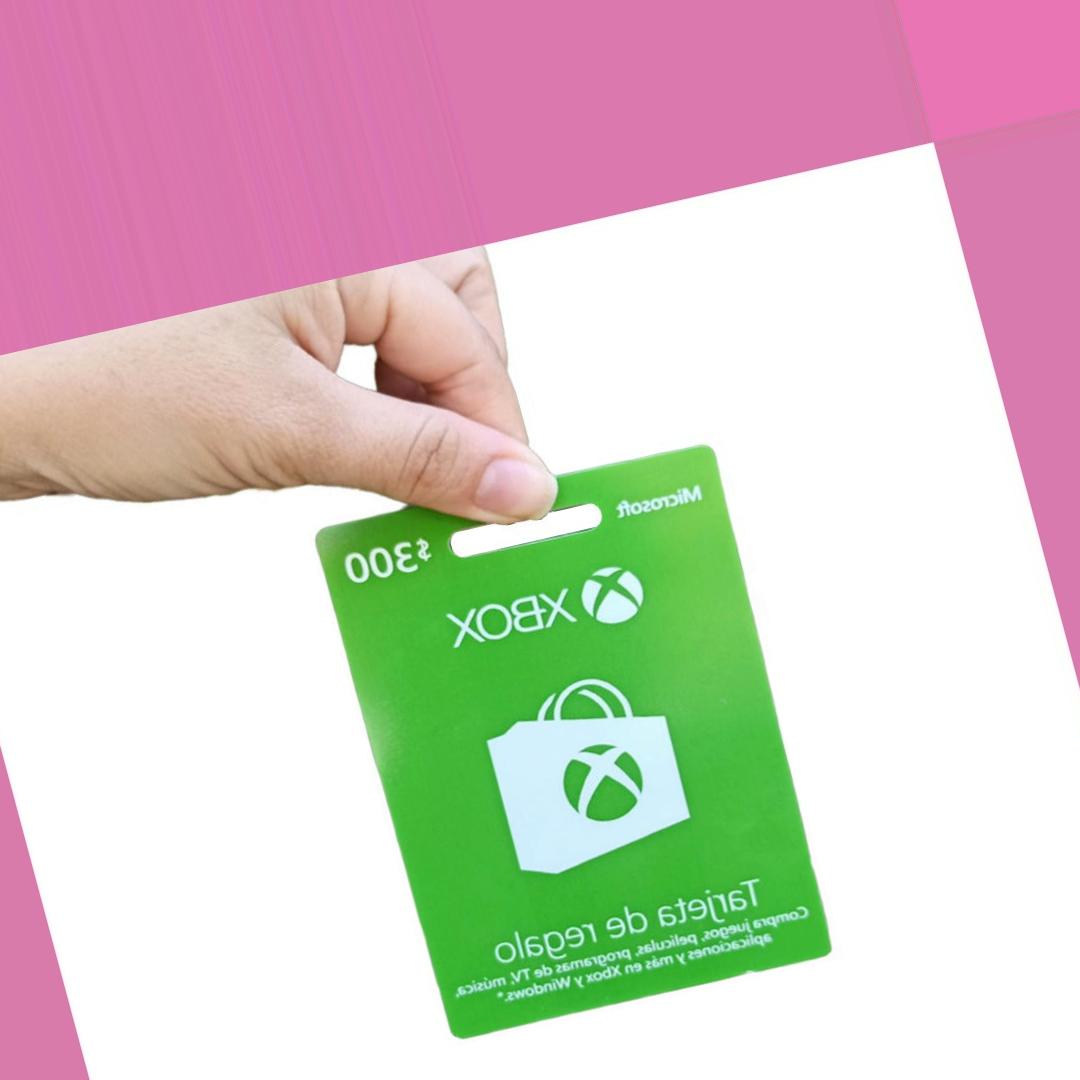 Microsoft
$300
XBOX
Tarjeta de regalo
Compra juegos, películas, programas de TV, música,
aplicaciones y más en Xbox y Windows.*